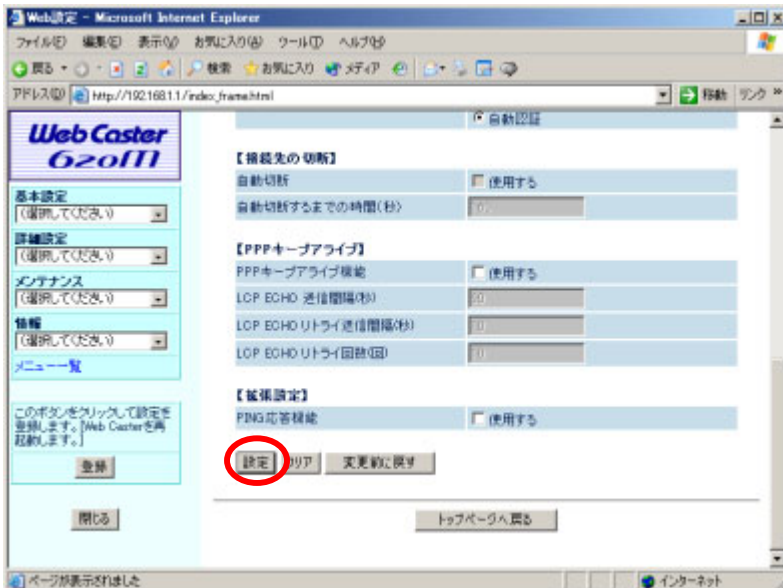 Web設定 - Microsoft Internet Explorer
ファイル(F) 編集(E) 表示(V) お気に入り(A) ツール(T) ヘルプ(H)
戻る 検索 お気に入り メディア
アドレス(D) http://192.168.1.1/index_frame.html 移動 リンク »
Web Caster
620M
基本設定
(選択してください)
詳細設定
(選択してください)
メンテナンス
(選択してください)
情報
(選択してください)
メニュー一覧
このボタンをクリックして設定を
登録します。[Web Casterを再
起動します。]
登録
閉じる
自動認証
【接続先の切断】
自動切断 使用する
自動切断するまでの時間(秒)
【PPPキープアライブ】
PPPキープアライブ機能 使用する
LCP ECHO 送信間隔(秒)
LCP ECHO リトライ送信間隔(秒)
LCP ECHO リトライ回数(回)
【拡張設定】
PING応答機能 使用する
設定 クリア 変更前に戻す
トップページへ戻る
ページが表示されました インターネット